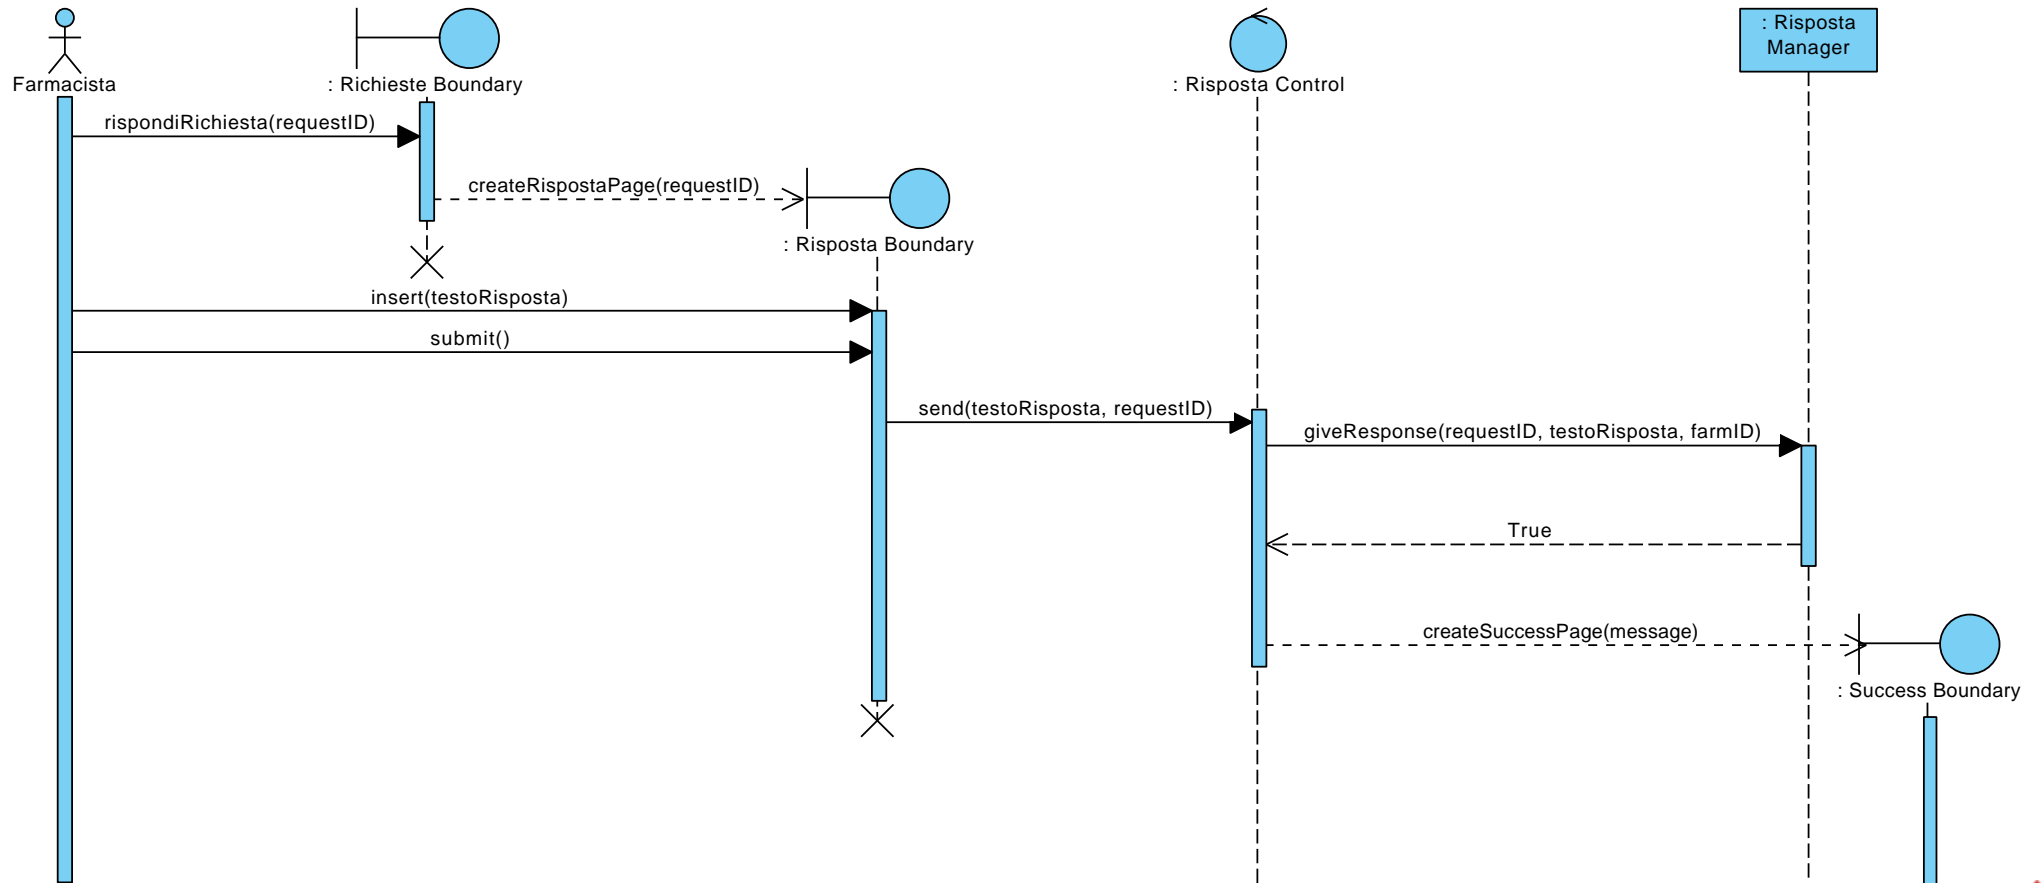 : Risposta
Manager
Farmacista
: Richieste Boundary
: Risposta Control
rispondiRichiesta(requestID)
createRispostaPage(requestID)
: Risposta Boundary
insert(testoRisposta)
submit()
send(testoRisposta, requestID)
giveResponse(requestID, testoRisposta, farmID)
True
createSuccessPage(message)
: Success Boundary